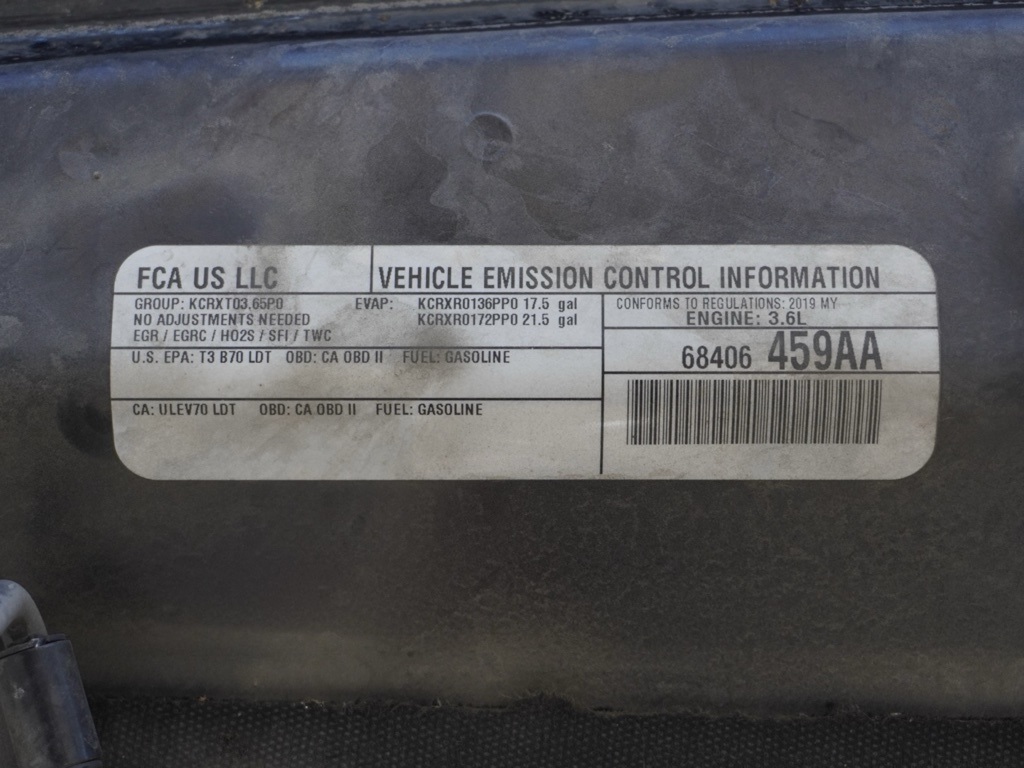 FCA US LLC
VEHICLE EMISSION CONTROL INFORMATION
GROUP: KCRXT03.65P0 EVAP: KCRXR0136PP0 17.5 gal
KCRXR0172PP0 21.5 gal
NO ADJUSTMENTS NEEDED
EGR / EGRC / HO2S / SFI / TWC
CONFORMS TO REGULATIONS: 2019 MY
ENGINE: 3.6L
U.S. EPA: T3 B70 LDT OBD: CA OBD II FUEL: GASOLINE
68406 459AA
CA: ULEV70 LDT OBD: CA OBD II FUEL: GASOLINE